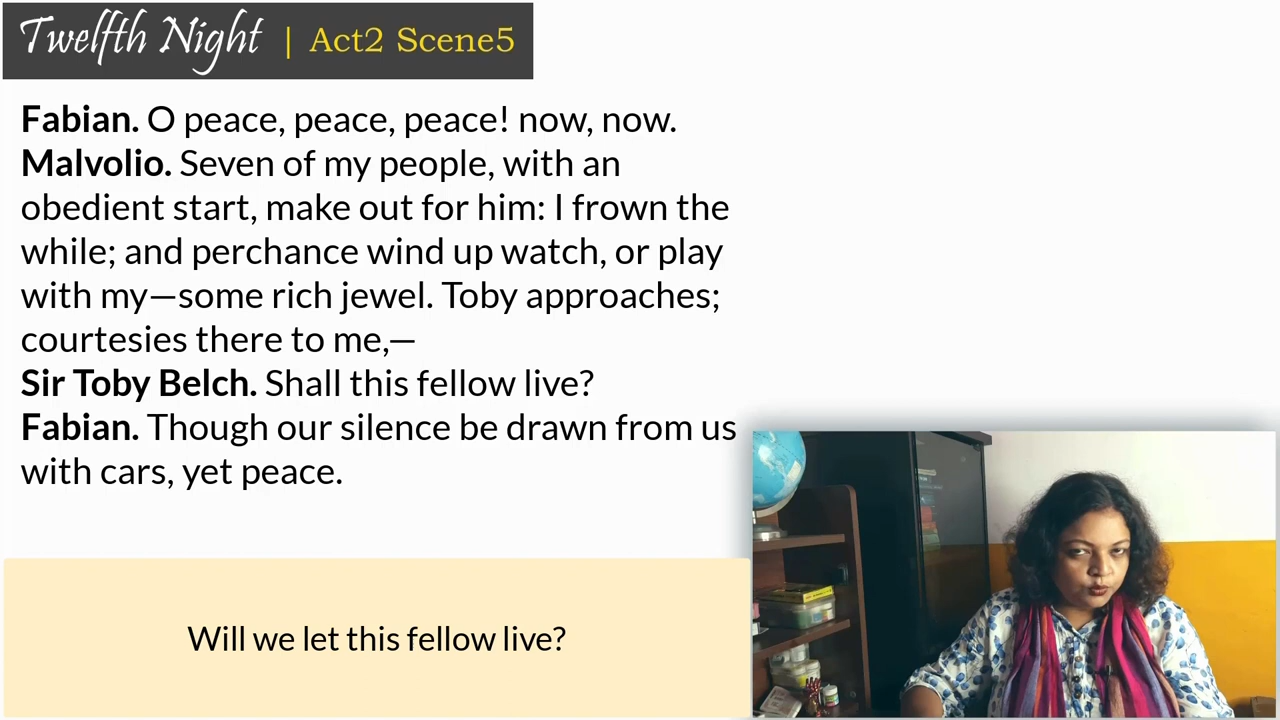 Twelfth Night | Act2 Scene5
Fabian. O peace, peace, peace! now, now.
Malvolio. Seven of my people, with an
obedient start, make out for him: I frown the
while; and perchance wind up watch, or play
with my—some rich jewel. Toby approaches;
courtesies there to me,—
Sir Toby Belch. Shall this fellow live?
Fabian. Though our silence be drawn from us
with cars, yet peace.
Will we let this fellow live?